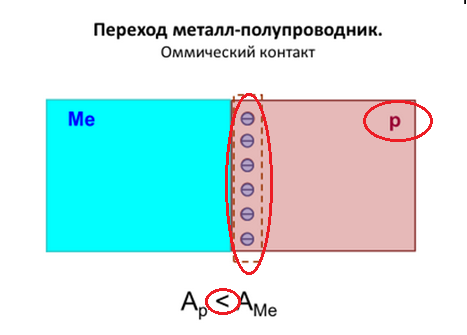 Переход металл-полупроводник.
Оммический контакт
Me
p
Ap < AMe